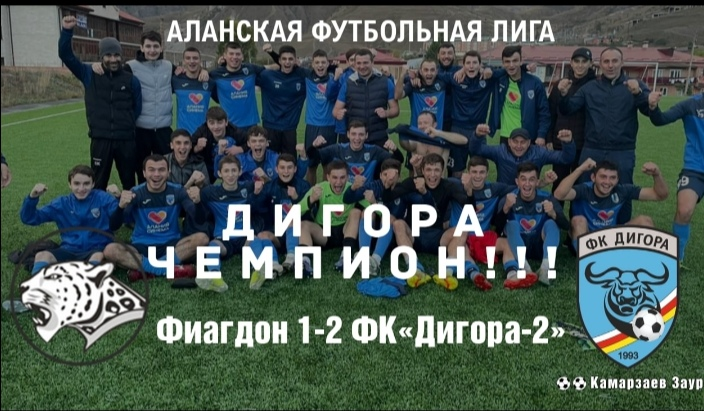 АЛАНСКАЯ ФУТБОЛЬНАЯ ЛИГА
ДИГОРА
ЧЕМПИОН!!!
ФК ДИГОРА
Фиагдон 1-2 ФК«Дигора-2»
1993
Камарзаев Заур